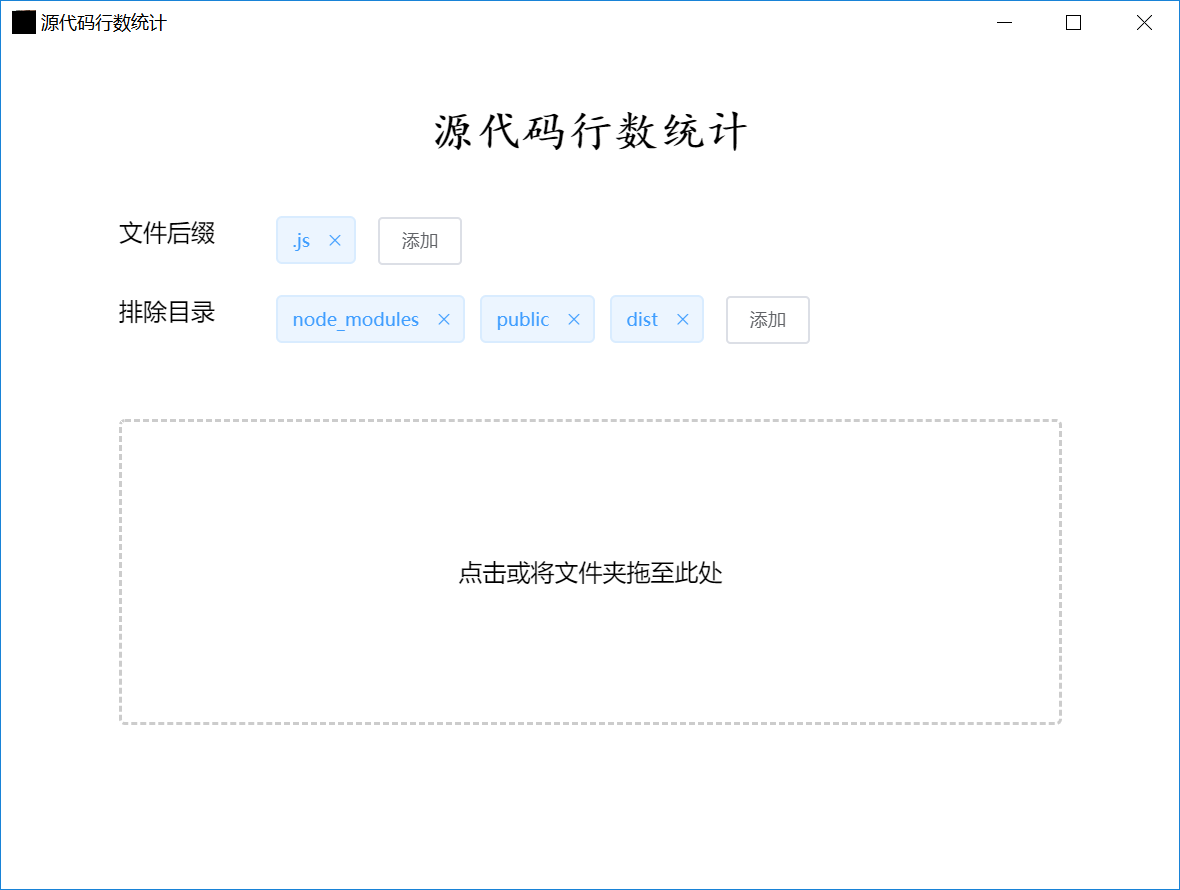 源代码行数统计
源代码行数统计
文件后缀 .js 添加
排除目录 node_modules public dist 添加
点击或将文件夹拖至此处